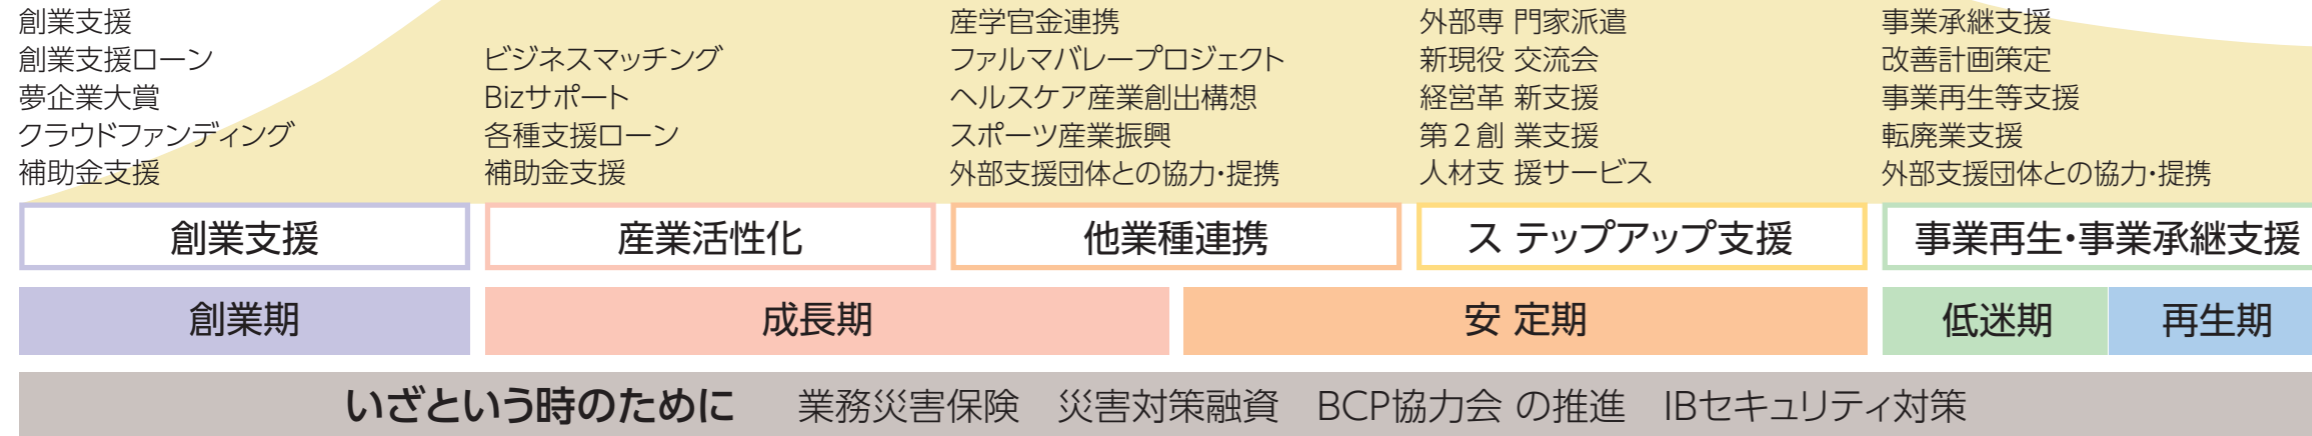 創業支援
創業支援ローン
夢企業大賞
クラウドファンディング
補助金支援
ビジネスマッチング
Bizサポート
各種支援ローン
補助金支援
産学官金連携
ファルマバレープロジェクト
ヘルスケア産業創出構想
スポーツ産業振興
外部支援団体との協力・提携
外部専 門家派遣
新現役 交流会
経営革 新支援
第2創 業支援
人材支 援サービス
事業承継支援
改善計画策定
事業再生等支援
転廃業支援
外部支援団体との協力・提携
創業支援
産業活性化
他業種連携
ス テップアップ支援
事業再生・事業承継支援
創業期
成長期
安 定期
低迷期
再生期
いざという時のために 業務災害保険 災害対策融資 BCP協力会 の推進 IBセキュリティ対策